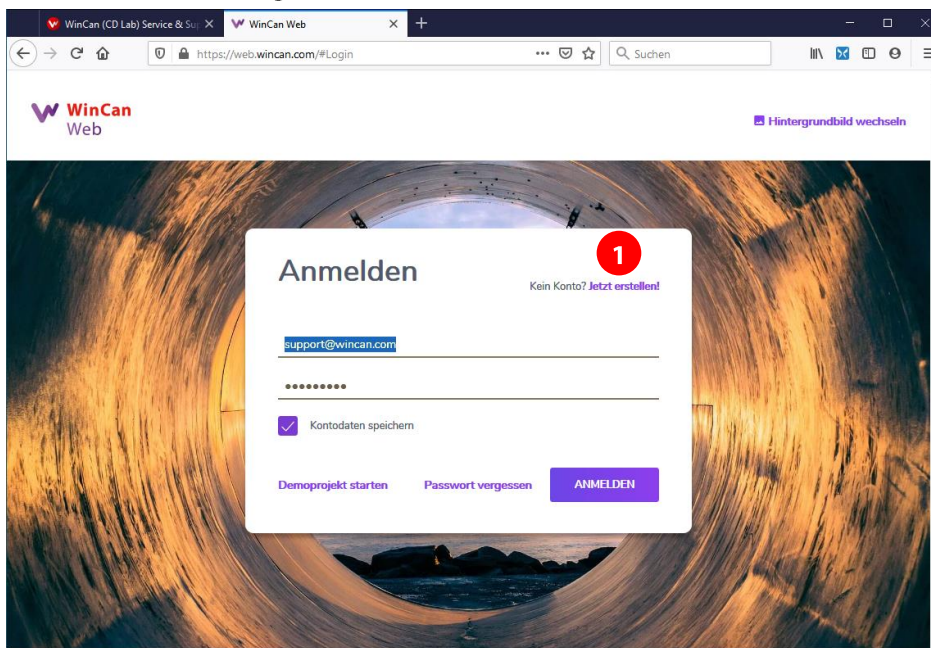 WinCan (CD Lab) Service & Sup
WinCan Web
https://web.wincan.com/#Login
Suchen
WinCan
Web
Hintergrundbild wechseln
1
Anmelden
Kein Konto? Jetzt erstellen!
support@wincan.com
Kontodaten speichern
Demoprojekt starten
Passwort vergessen
ANMELDEN